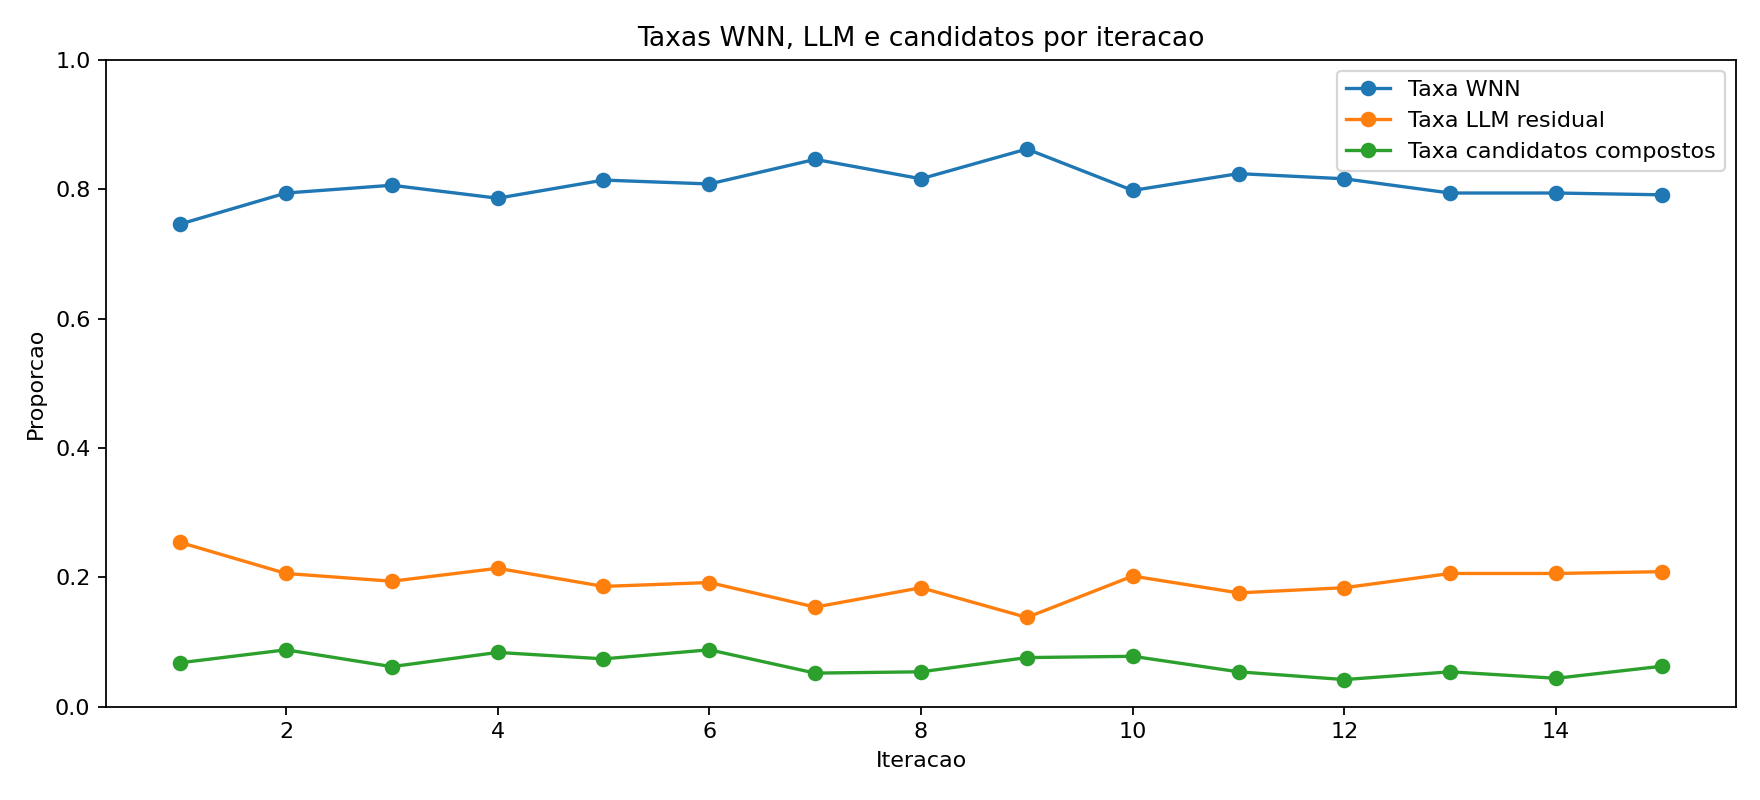 Taxas WNN, LLM e candidatos por iteracao
1.0
0.8
0.6
0.4
0.2
0.0
Proporcao
Taxa WNN
Taxa LLM residual
Taxa candidatos compostos
2 4 6 8 10 12 14
Iteracao